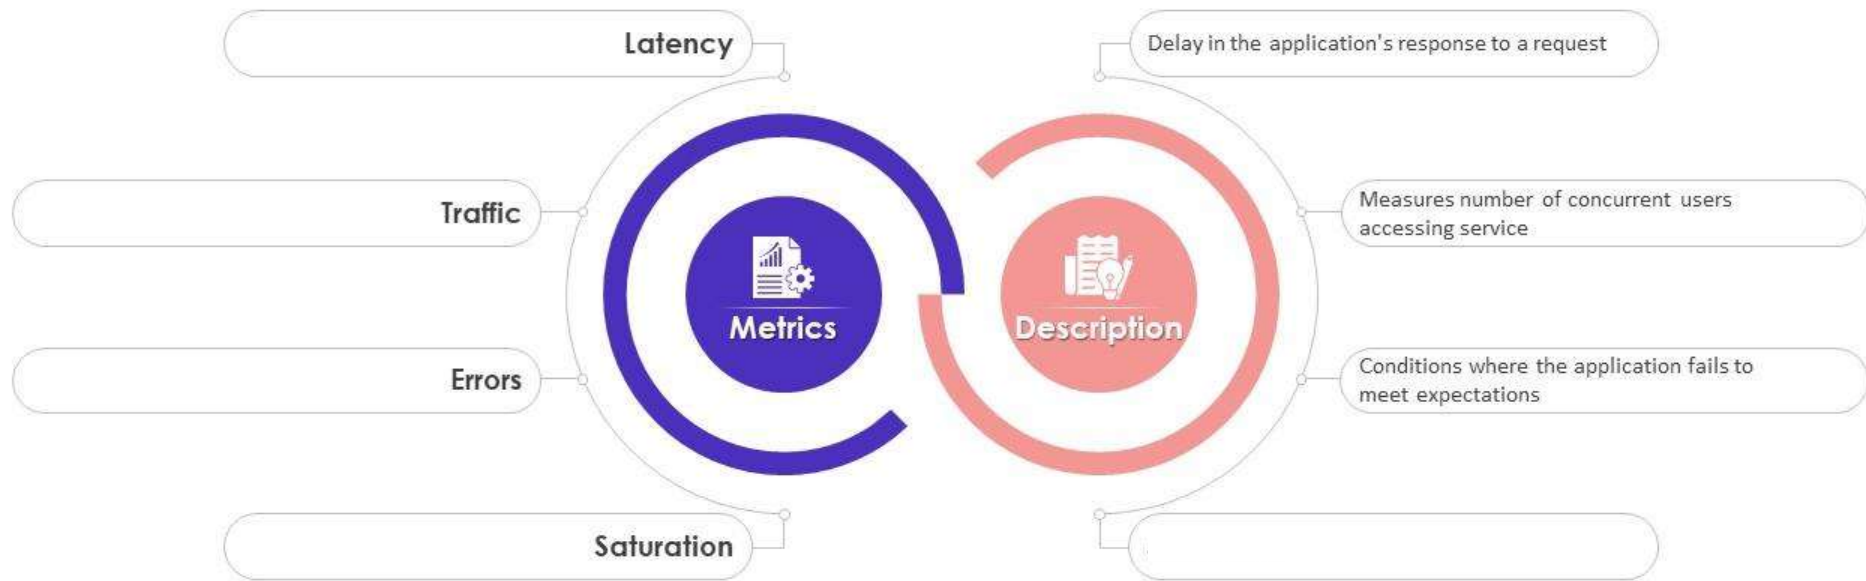 Latency
Delay in the application's response to a request
Traffic
Measures number of concurrent users
accessing service
Metrics
Description
Errors
Conditions where the application fails to
meet expectations
Saturation